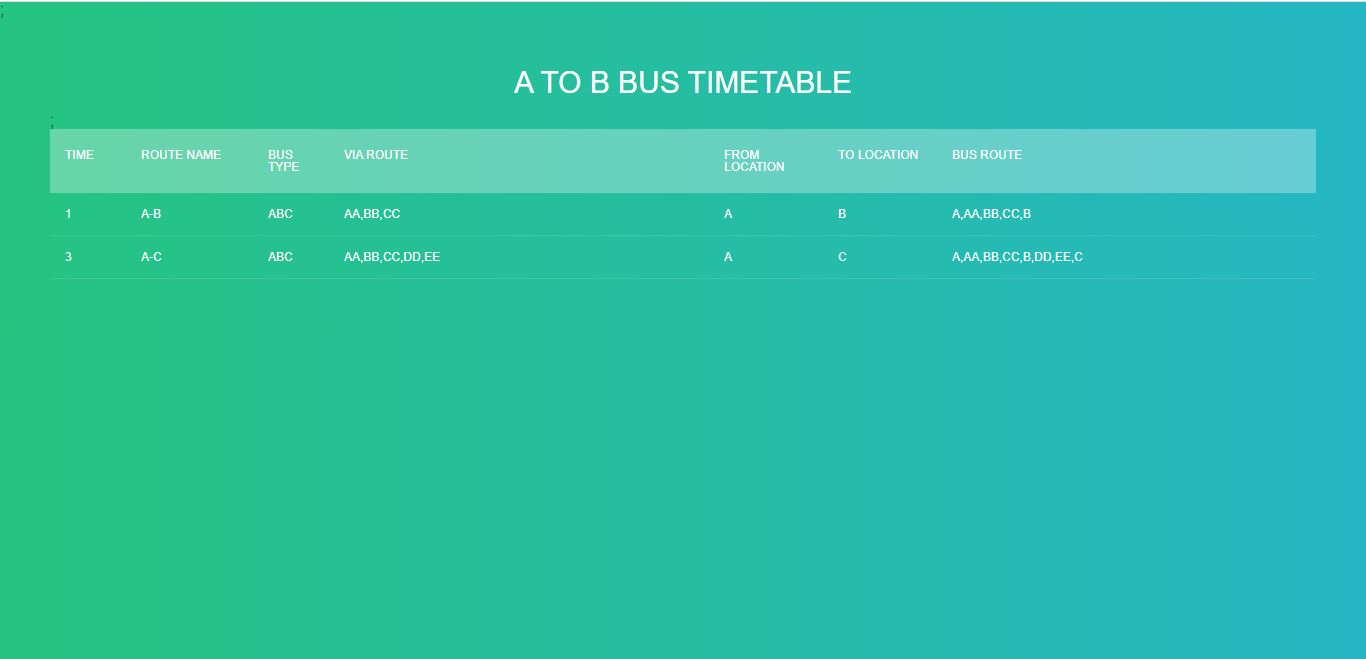 ;
A TO B BUS TIMETABLE
;
TIME ROUTE NAME BUS TYPE VIA ROUTE FROM LOCATION TO LOCATION BUS ROUTE
1 A-B ABC AA,BB,CC A B A,AA,BB,CC,B
3 A-C ABC AA,BB,CC,DD,EE A C A,AA,BB,CC,B,DD,EE,C